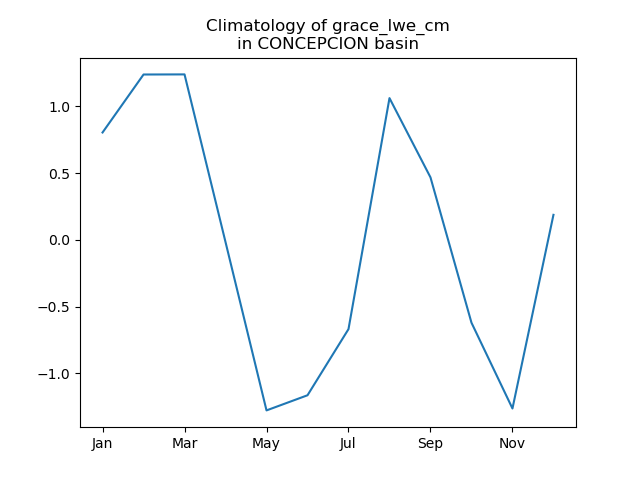 Climatology of grace_lwe_cm
in CONCEPCION basin
1.0
0.5
0.0
−0.5
−1.0
Jan Mar May Jul Sep Nov